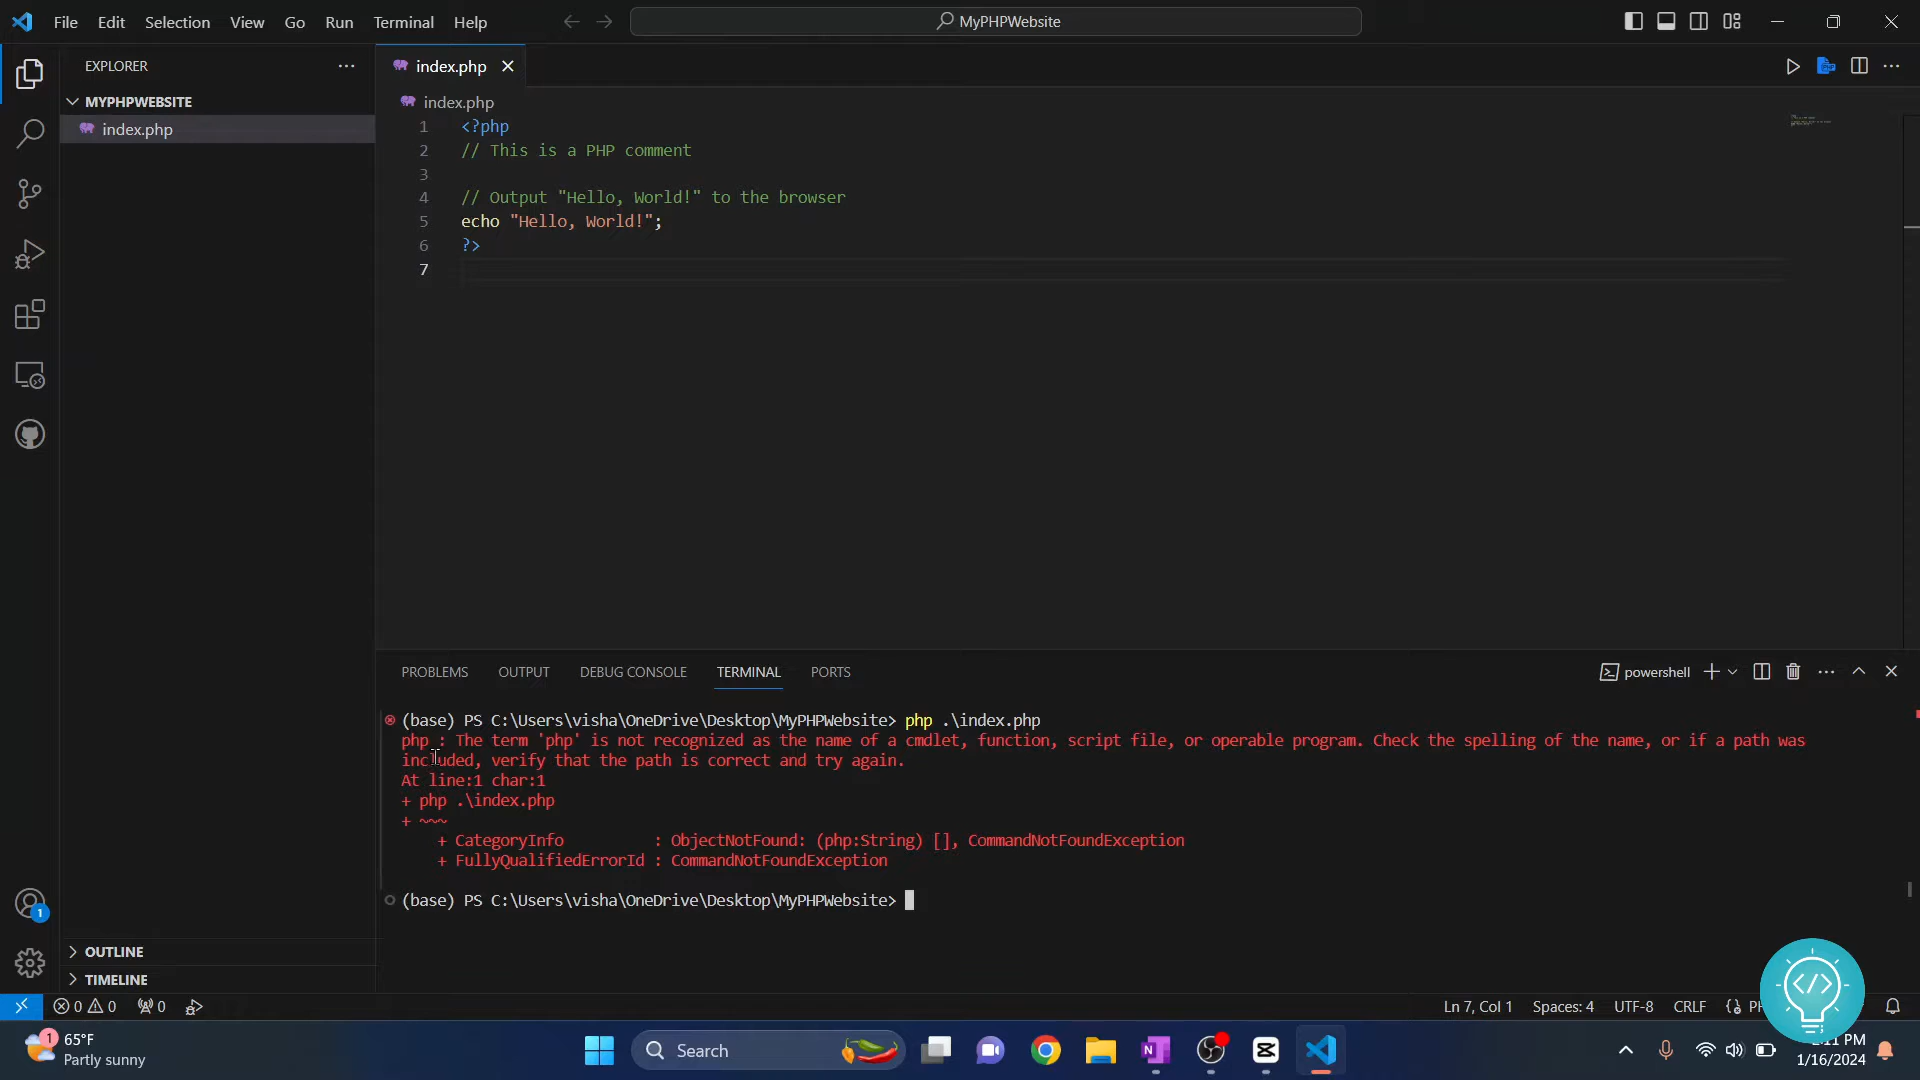 File Edit Selection View Go Run Terminal Help
MyPHPWebsite
EXPLORER
MYPHPWEBSITE
index.php
index.php
index.php
1 <?php
2 // This is a PHP comment
3
4 // Output "Hello, World!" to the browser
5 echo "Hello, World!";
6 ?>
7
PROBLEMS OUTPUT DEBUG CONSOLE TERMINAL PORTS
powershell
(base) PS C:\Users\visha\OneDrive\Desktop\MyPHPWebsite> php .\index.php
php : The term 'php' is not recognized as the name of a cmdlet, function, script file, or operable program. Check the spelling of the name, or if a path was
included, verify that the path is correct and try again.
At line:1 char:1
+ php .\index.php
+ ~~~
+ CategoryInfo : ObjectNotFound: (php:String) [], CommandNotFoundException
+ FullyQualifiedErrorId : CommandNotFoundException
(base) PS C:\Users\visha\OneDrive\Desktop\MyPHPWebsite>
1
OUTLINE
TIMELINE
0 0 0
Ln 7, Col 1 Spaces: 4 UTF-8 CRLF {}
1
65°F
Partly sunny
Search
</>
PM
1/16/2024